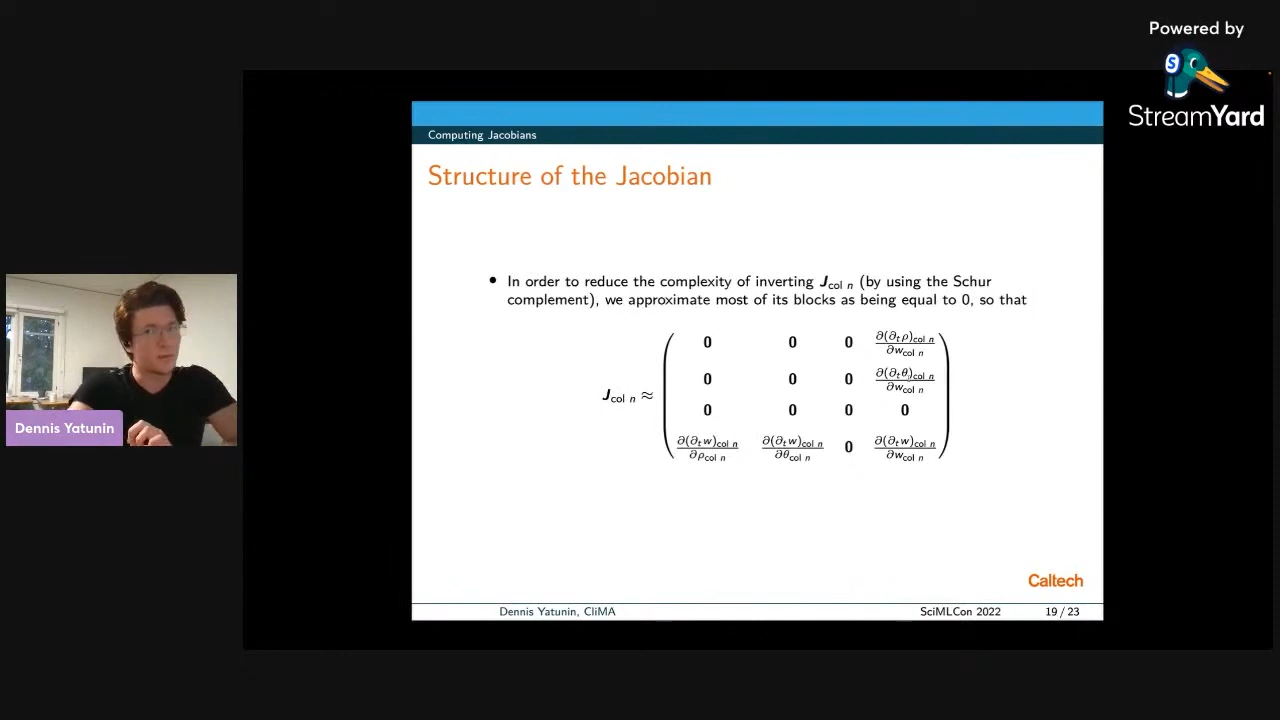 Powered by
S
StreamYard
Computing Jacobians
Structure of the Jacobian
• In order to reduce the complexity of inverting J_col n (by using the Schur
complement), we approximate most of its blocks as being equal to 0, so that
J_col n ≈
0 0 0 ∂(∂_t ρ)_col n / ∂w_col n
0 0 0 ∂(∂_t θ)_col n / ∂w_col n
0 0 0 0
∂(∂_t w)_col n / ∂ρ_col n ∂(∂_t w)_col n / ∂θ_col n 0 ∂(∂_t w)_col n / ∂w_col n
Dennis Yatunin
Caltech
Dennis Yatunin, CliMA SciMLCon 2022 19 / 23